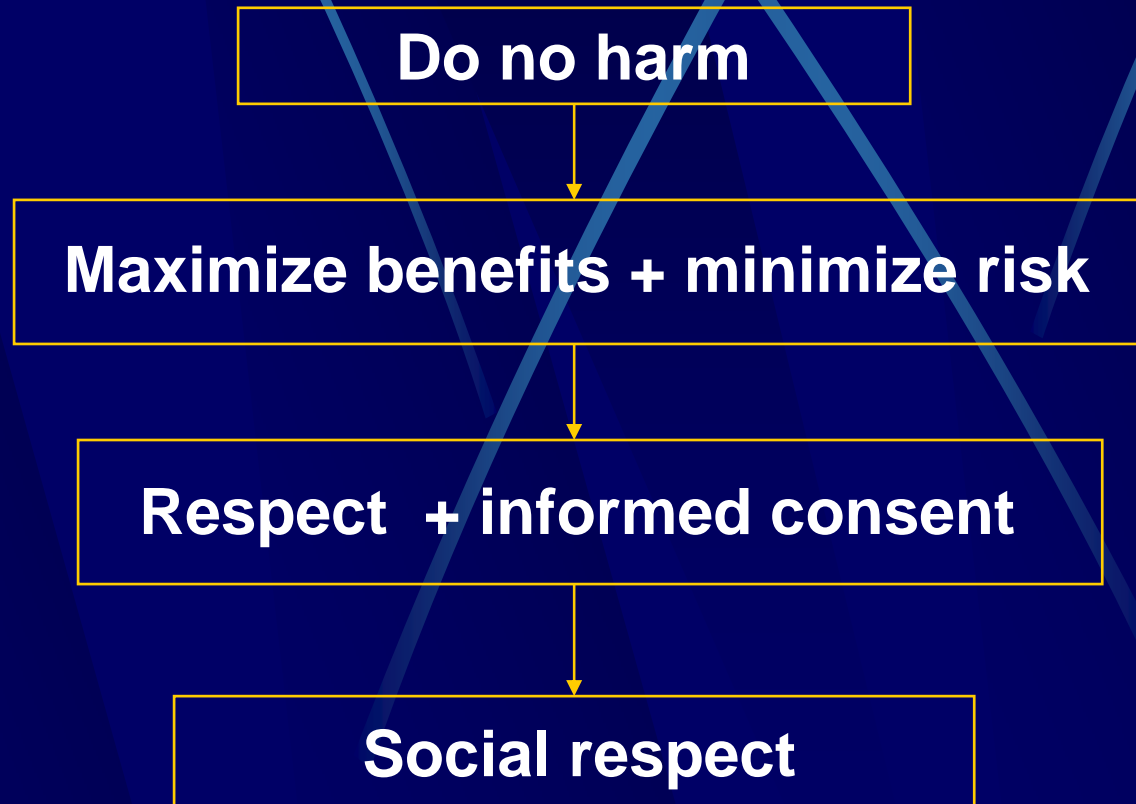 Do no harm
Maximize benefits + minimize risk
Respect + informed consent
Social respect